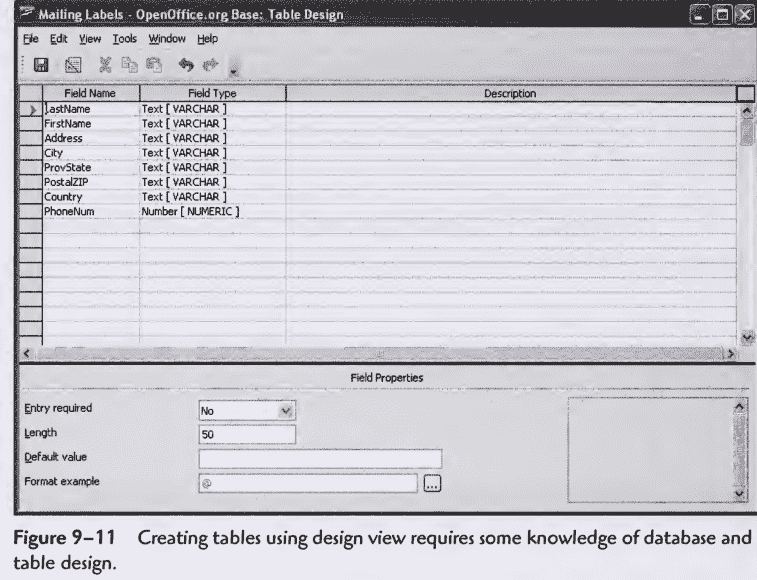 Mailing Labels - OpenOffice.org Base: Table Design
File Edit View Tools Window Help
Field Name Field Type Description
LastName Text [ VARCHAR ]
FirstName Text [ VARCHAR ]
Address Text [ VARCHAR ]
City Text [ VARCHAR ]
ProvState Text [ VARCHAR ]
PostalZIP Text [ VARCHAR ]
Country Text [ VARCHAR ]
PhoneNum Number [ NUMERIC ]
Field Properties
Entry required No
Length 50
Default value
Format example @ ...
Figure 9–11 Creating tables using design view requires some knowledge of database and
table design.